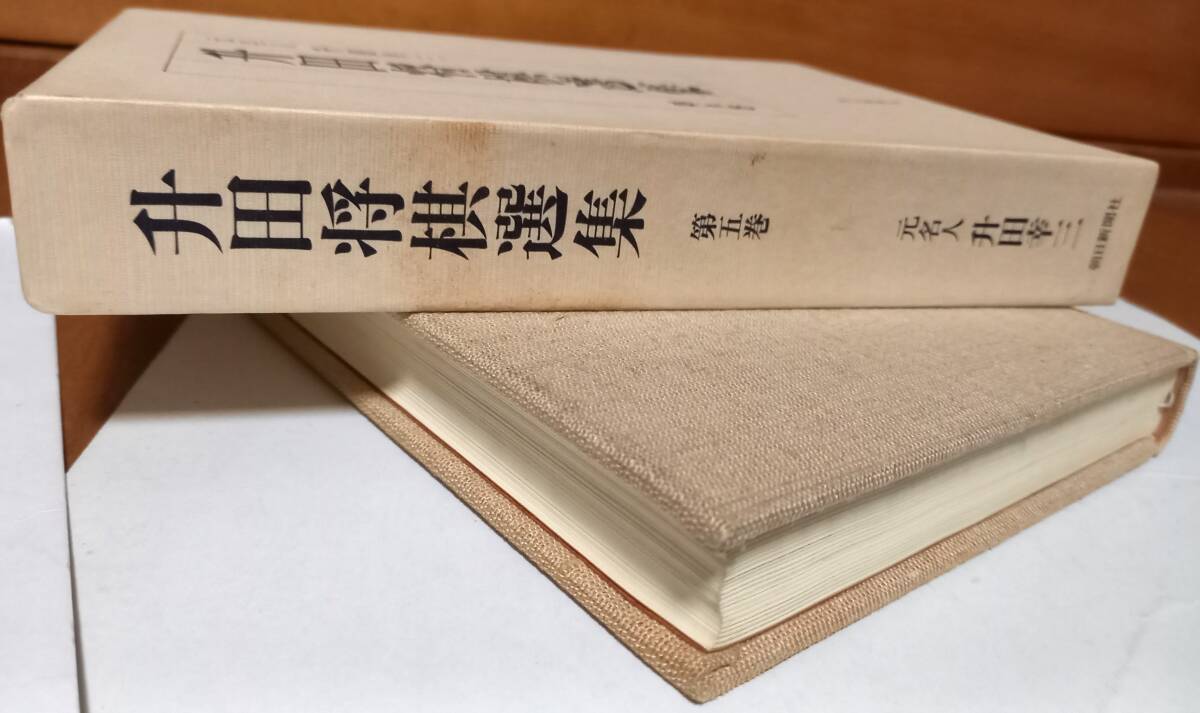 升田将棋選集
第五巻
元名人 升田幸三
朝日新聞社